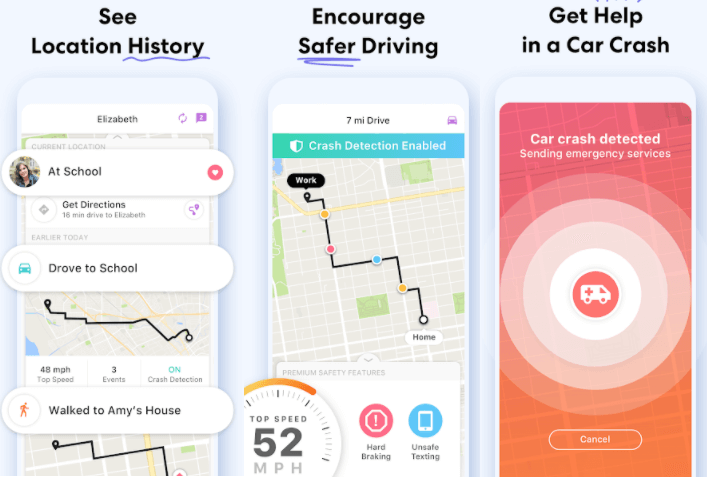 See
Location History
Elizabeth
CURRENT LOCATION
At School
Get Directions
16 min drive to Elizabeth
EARLIER TODAY
Drove to School
48 mph
Top Speed
3
Events
ON
Crash Detection
Walked to Amy's House
Encourage
Safer Driving
7 mi Drive
Crash Detection Enabled
Work
Home
PREMIUM SAFETY FEATURES
TOP SPEED
52
MPH
Hard
Braking
Unsafe
Texting
Get Help
in a Car Crash
Car crash detected
Sending emergency services
Cancel